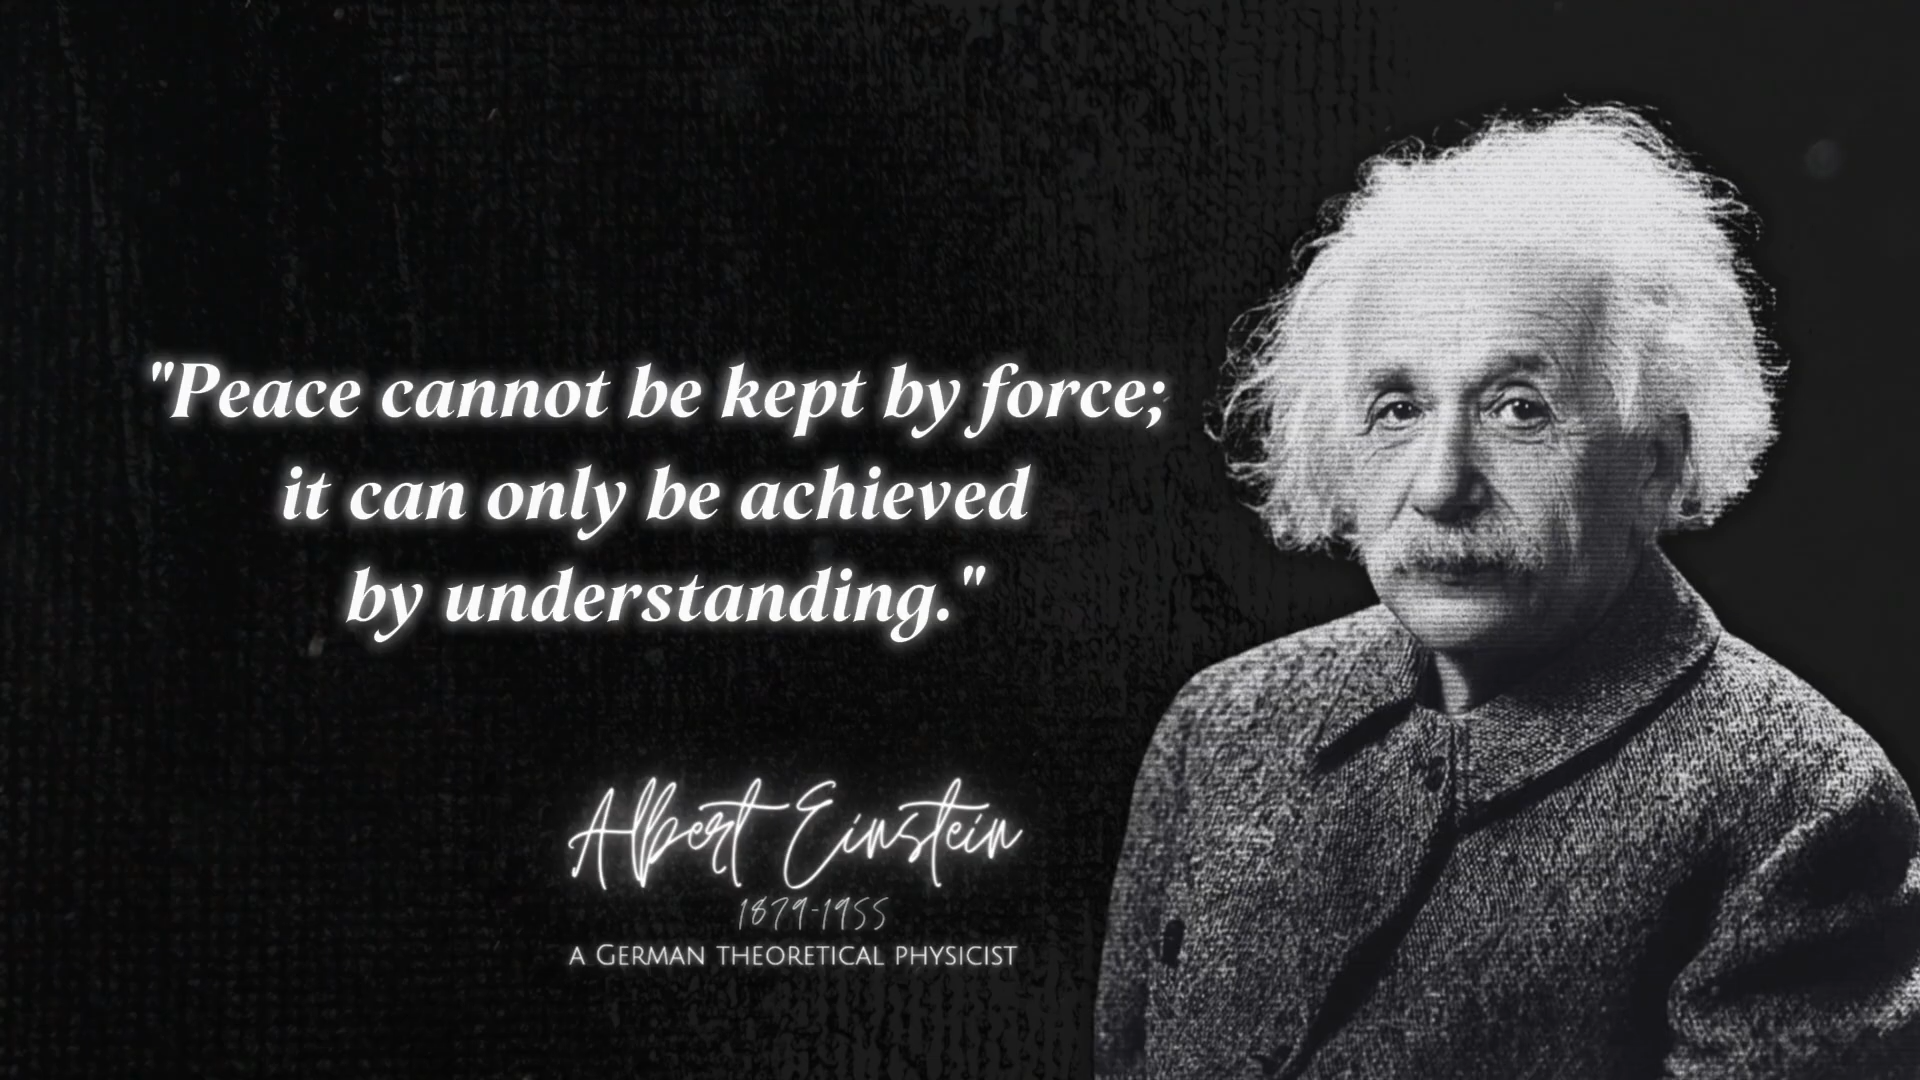 "Peace cannot be kept by force;
it can only be achieved
by understanding."
Albert Einstein
1879-1955
A GERMAN THEORETICAL PHYSICIST